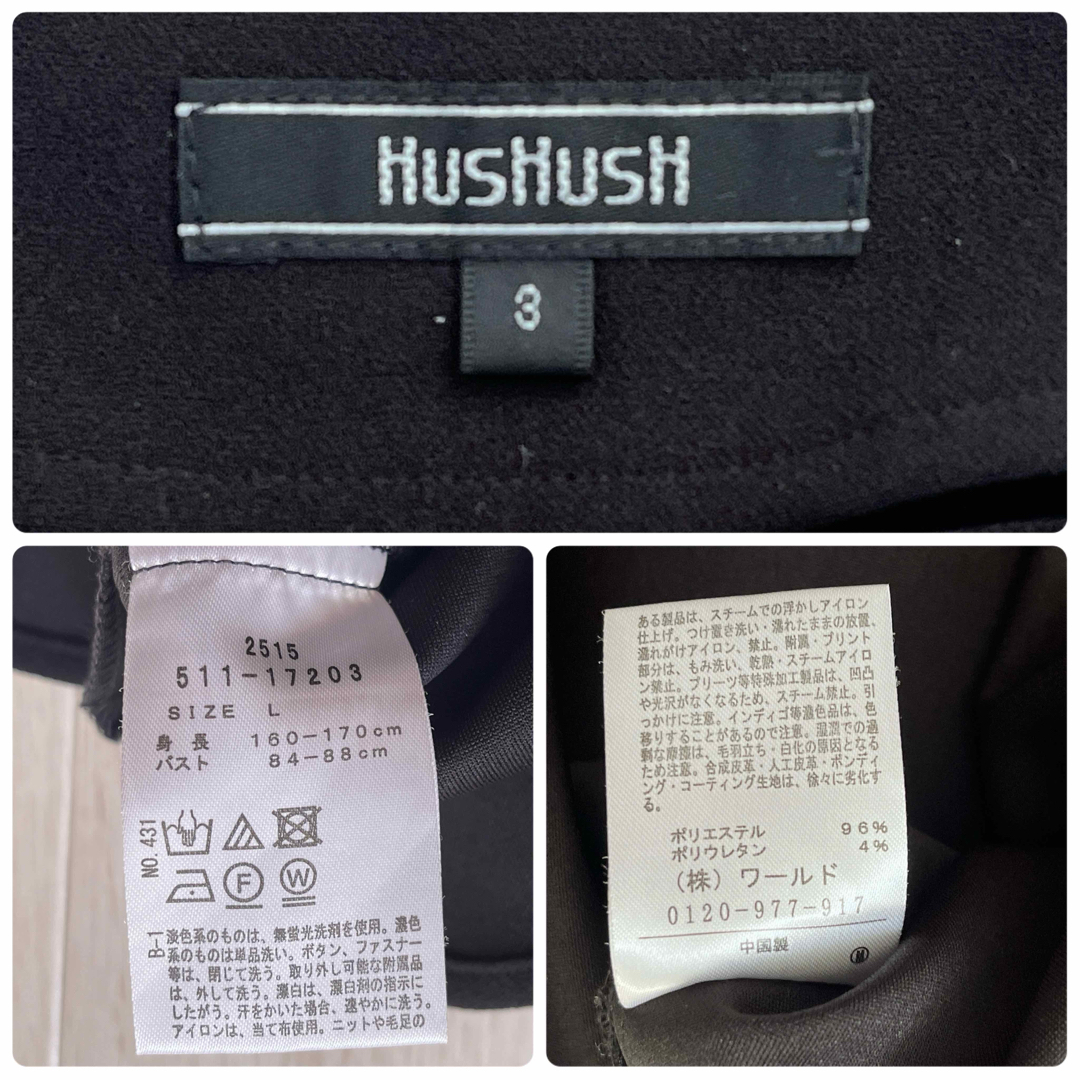 HusHusH
3
2515
511-17203
SIZE L
身長 160-170cm
バスト 84-88cm
NO.431
F
W
B-1
淡色系のものは、無蛍光洗剤を使用。濃色
系のものは単品洗い。ボタン、ファスナー
等は、閉じて洗う。取り外し可能な附属品
は、外して洗う。漂白は、漂白剤の指示に
したがう。汗をかいた場合、速やかに洗う。
アイロンは、当て布使用。ニットや毛足の
ある製品は、スチームでの浮かしアイロン
仕上げ。つけ置き洗い・濡れたままの放置、
濡れがけアイロン、禁止。附属・プリント
部分は、もみ洗い、乾熱・スチームアイロ
ン禁止。プリーツ等特殊加工製品は、凹凸
や光沢がなくなるため、スチーム禁止。引
っかけに注意。インディゴ等濃色品は、色
移りすることがあるので注意。湿潤での過
剰な摩擦は、毛羽立ち・白化の原因となる
ため注意。合成皮革・人工皮革・ボンディ
ング・コーティング生地は、徐々に劣化す
る。
ポリエステル 96%
ポリウレタン 4%
(株)ワールド
0120-977-917
中国製